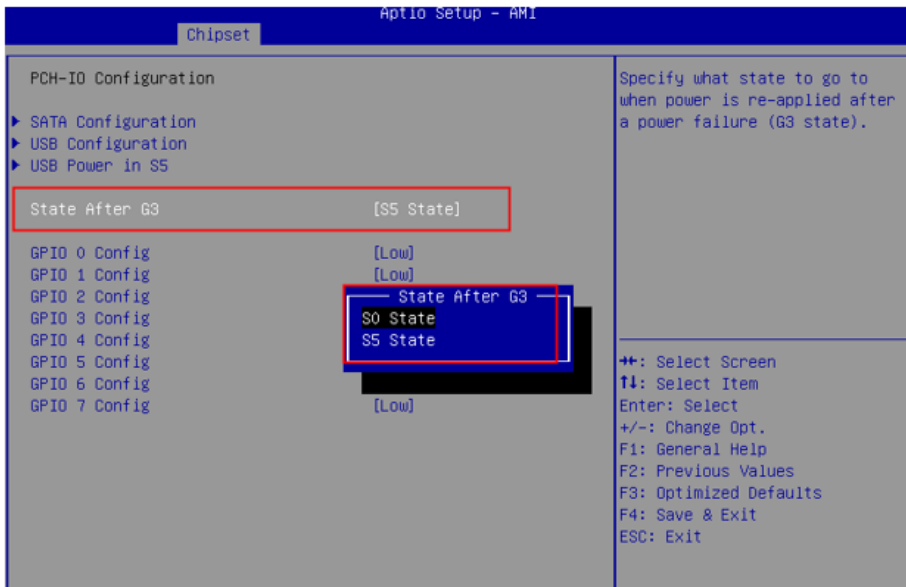 Aptio Setup - AMI
Chipset
PCH-IO Configuration
SATA Configuration
USB Configuration
USB Power in S5
State After G3 [S5 State]
GPIO 0 Config [Low]
GPIO 1 Config [Low]
GPIO 2 Config
GPIO 3 Config
GPIO 4 Config
GPIO 5 Config
GPIO 6 Config
GPIO 7 Config [Low]
State After G3
S0 State
S5 State
Specify what state to go to
when power is re-applied after
a power failure (G3 state).
→←: Select Screen
↑↓: Select Item
Enter: Select
+/-: Change Opt.
F1: General Help
F2: Previous Values
F3: Optimized Defaults
F4: Save & Exit
ESC: Exit